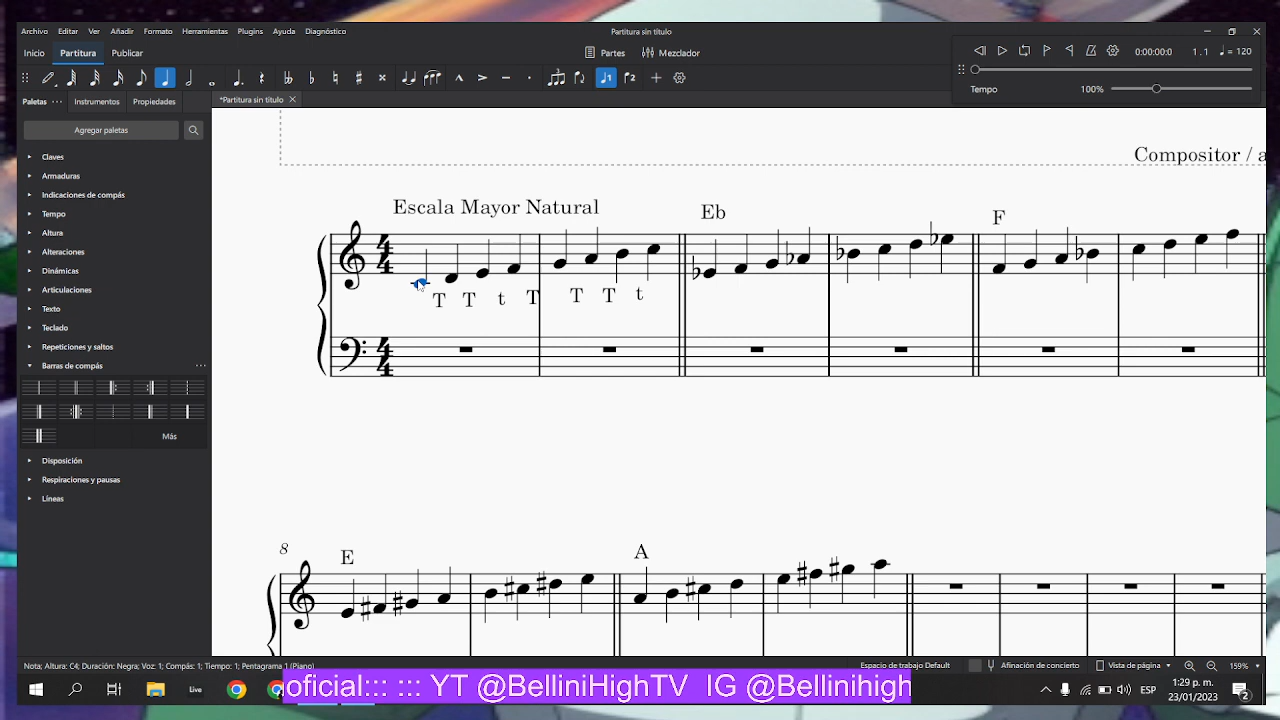 Archivo Editar Ver Añadir Formato Herramientas Plugins Ayuda Diagnóstico Partitura sin título
Inicio Partitura Publicar Partes Mezclador
0:00:00:0 1. 1 = 120
Tempo 100%
Paletas Instrumentos Propiedades *Partitura sin título
Agregar paletas
Claves
Armaduras
Indicaciones de compás
Tempo
Altura
Alteraciones
Dinámicas
Articulaciones
Texto
Teclado
Repeticiones y saltos
Barras de compás
Más
Disposición
Respiraciones y pausas
Líneas
Compositor / a
Escala Mayor Natural Eb F
T T t T T T t
8
E A
Nota; Altura: C4; Duración: Negra; Voz: 1; Compás: 1; Tiempo: 1; Pentagrama 1 (Piano) Espacio de trabajo Default Afinación de concierto Vista de página 159%
Live ESP 1:29 p. m.
23/01/2023 2
oficial::: ::: YT @BelliniHighTV IG @Bellinihigh